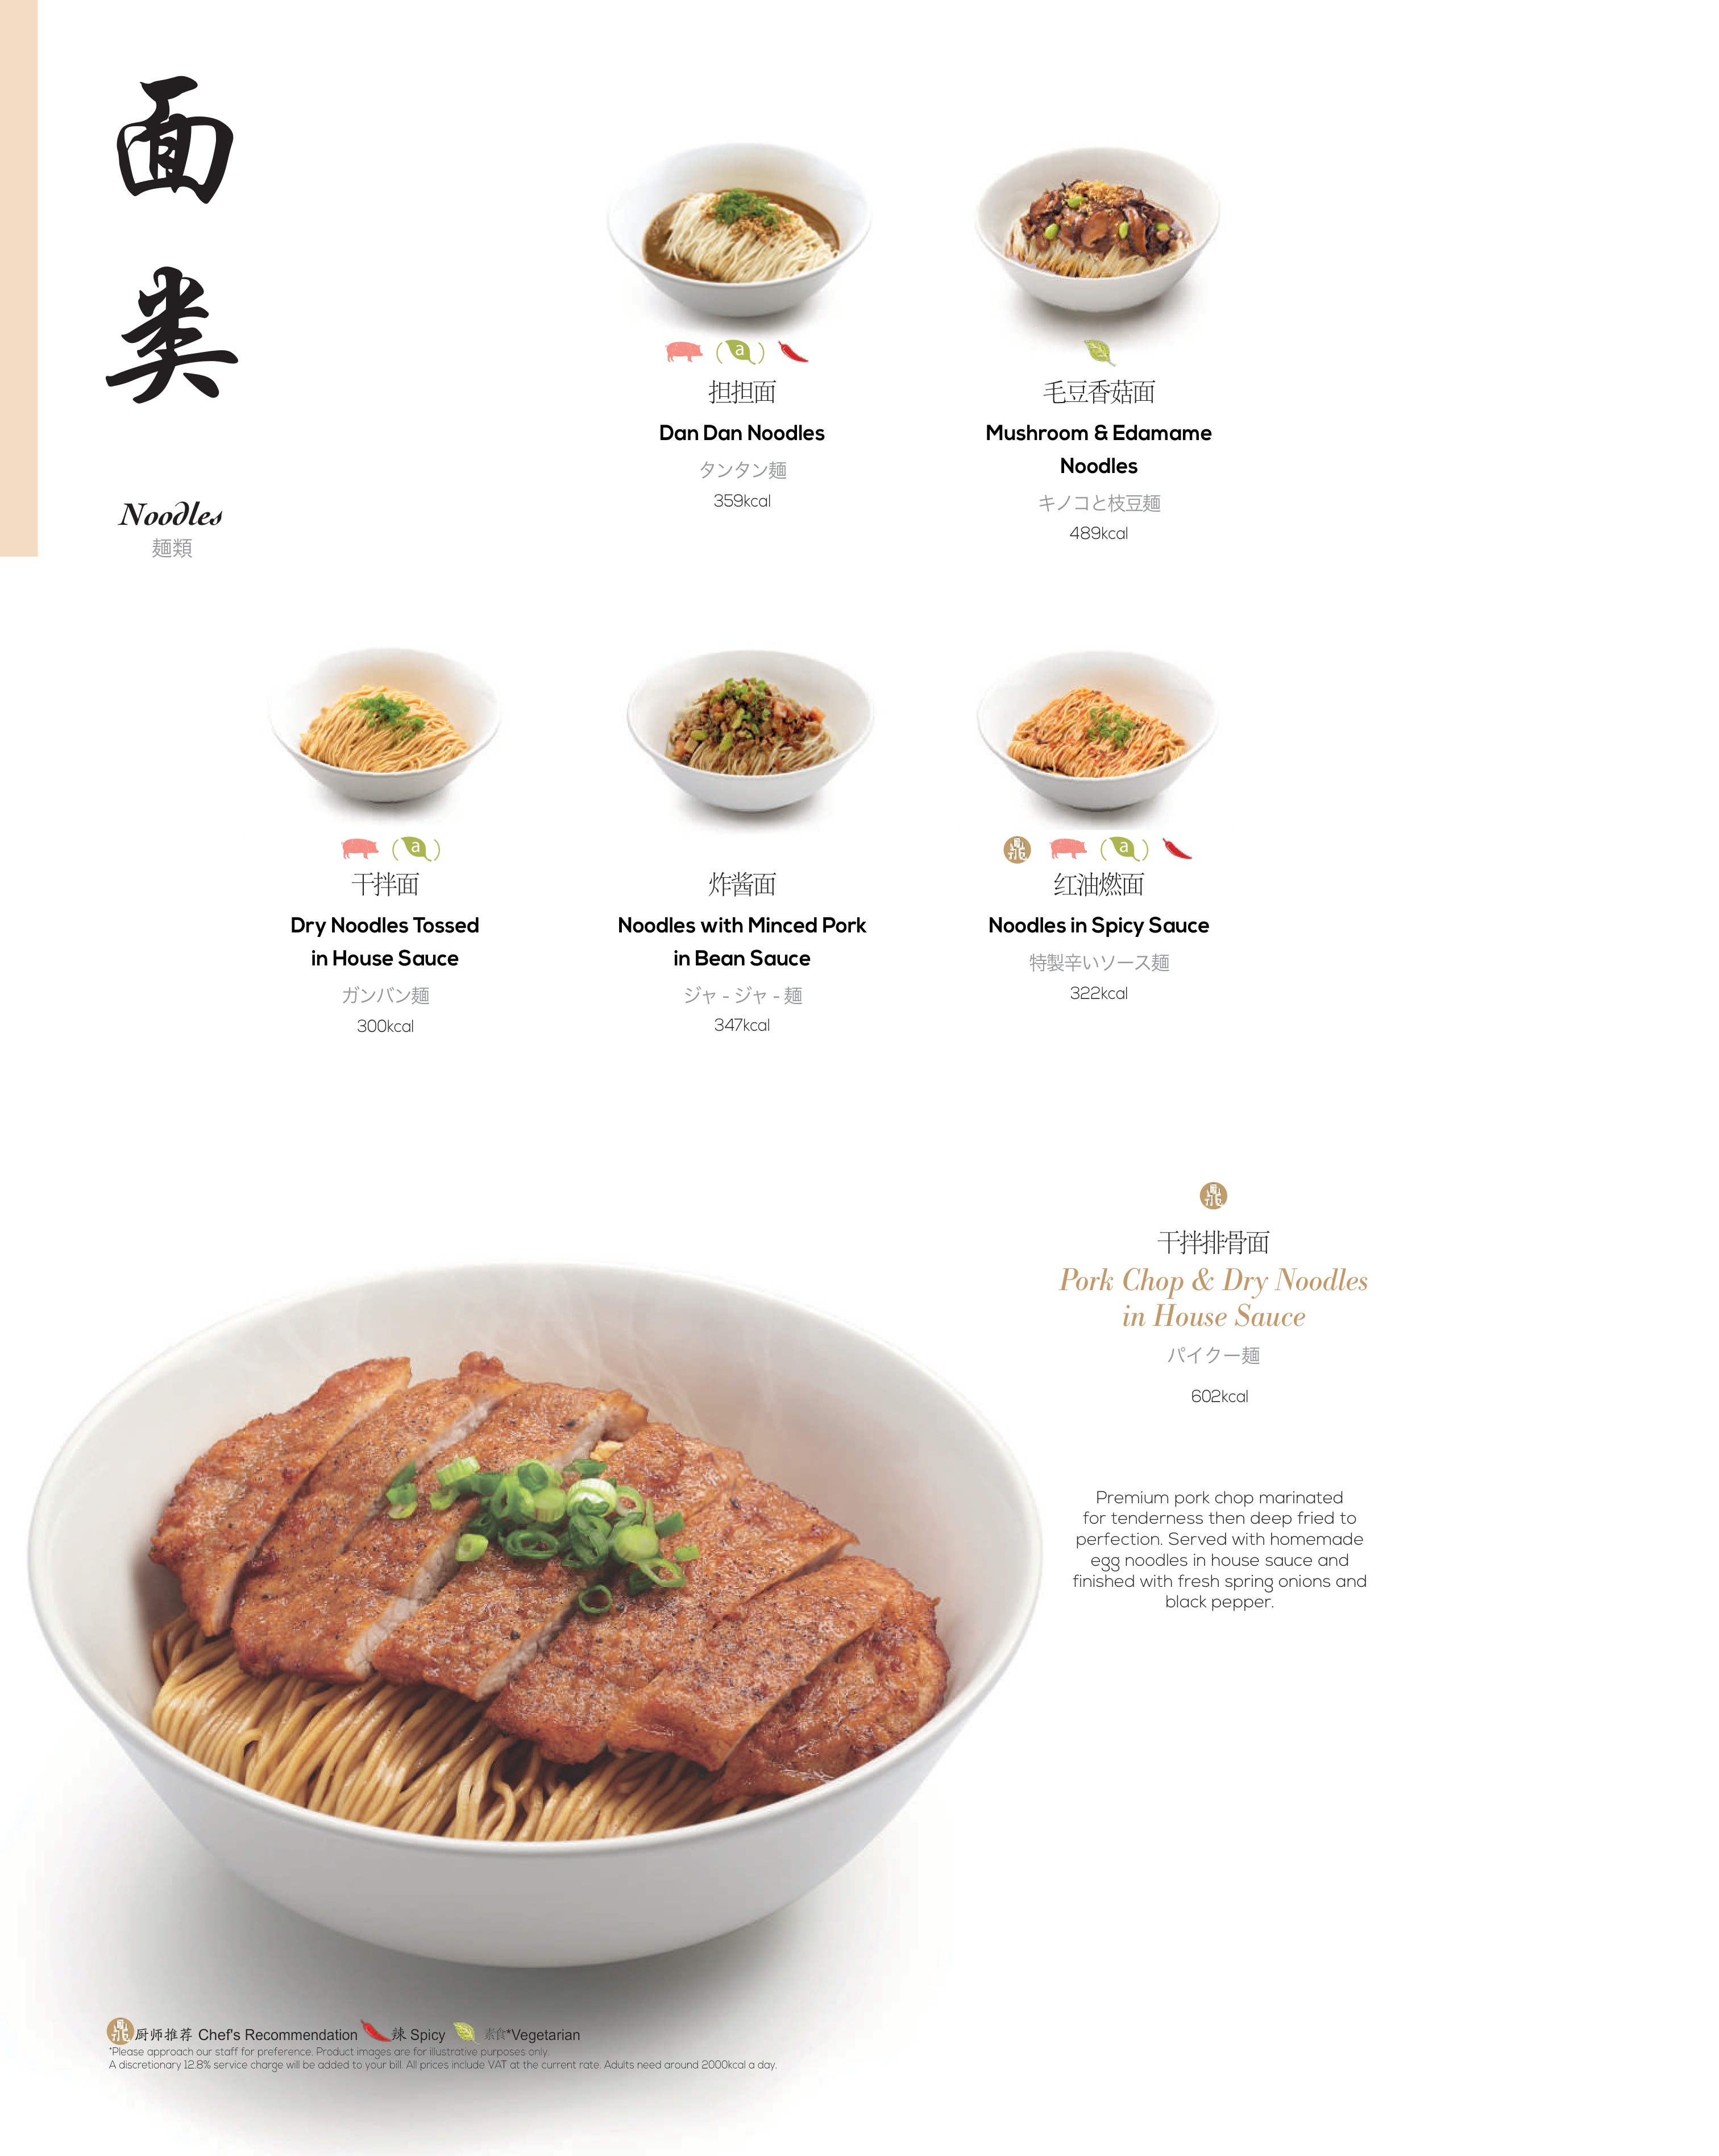 面
类
Noodles
麺類
担担面
Dan Dan Noodles
タンタン麺
359kcal
毛豆香菇面
Mushroom & Edamame
Noodles
キノコと枝豆麺
489kcal
干拌面
Dry Noodles Tossed
in House Sauce
ガンバン麺
300kcal
炸酱面
Noodles with Minced Pork
in Bean Sauce
ジャ - ジャ - 麺
347kcal
红油燃面
Noodles in Spicy Sauce
特製辛いソース麺
322kcal
干拌排骨面
Pork Chop & Dry Noodles
in House Sauce
パイクー麺
602kcal
Premium pork chop marinated
for tenderness then deep fried to
perfection. Served with homemade
egg noodles in house sauce and
finished with fresh spring onions and
black pepper.
厨师推荐 Chef's Recommendation 辣 Spicy 素食*Vegetarian
*Please approach our staff for preference. Product images are for illustrative purposes only.
A discretionary 12.8% service charge will be added to your bill. All prices include VAT at the current rate. Adults need around 2000kcal a day.